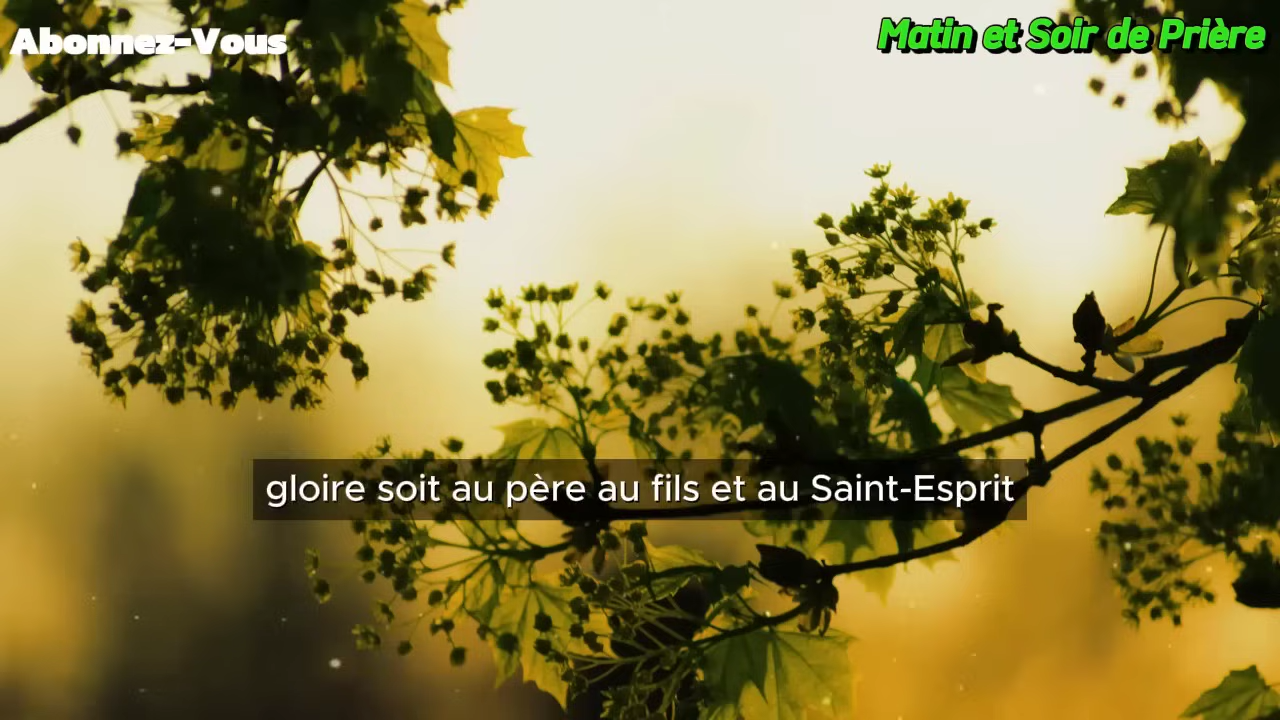 Abonnez-Vous
Matin et Soir de Prière
gloire soit au père au fils et au Saint-Esprit